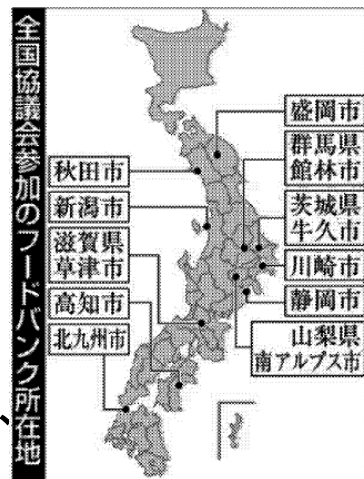 全国協議会参加のフードバンク所在地
盛岡市
群馬県
館林市
茨城県
牛久市
川崎市
静岡市
山梨県
南アルプス市
秋田市
新潟市
滋賀県
草津市
高知市
北九州市